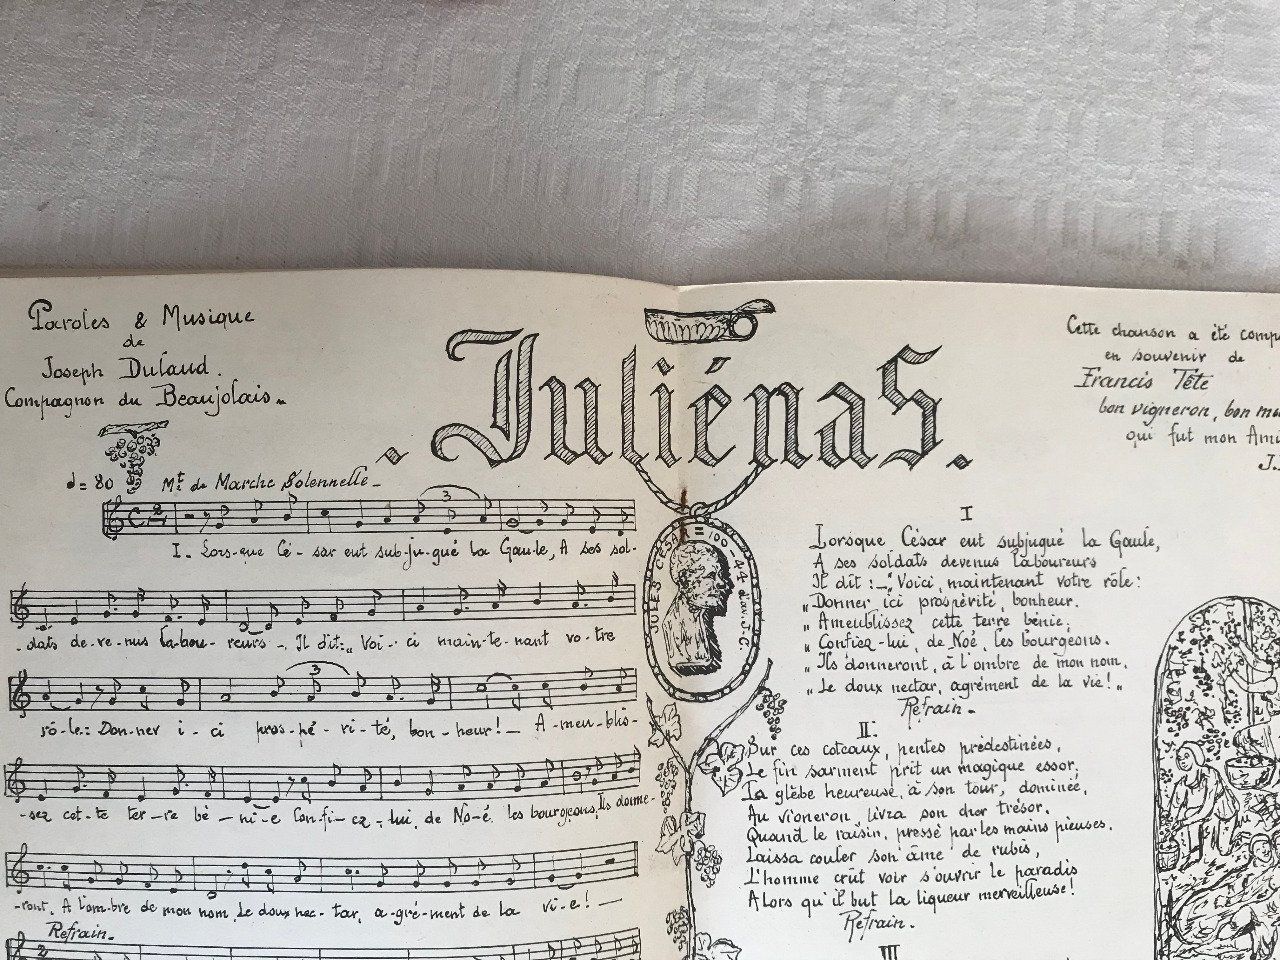 Paroles & Musique
de
Joseph Dulaud.
Compagnon du Beaujolais.
. Juliénas.
Cette chanson a été comp
en souvenir de
Francis Tête
bon vigneron, bon
qui fut mon Ami
J.
= 80 Mt de Marche Solennelle
I. Lors-que Cé- sar eut sub-ju-gué la Gau-le, A ses sol-
dats de-ve-nus la-bou-reurs -. Il dit:„ Voi-ci main-te-nant vo-tre
rô-le: Don-ner i-ci pros-pé-ri-té, bon-heur! - A-meu-blis-
-sez cet-te ter-re bé-ni-e Con-fi-ez-lui, de No-é, les bourgeons, Ils donne-
-ront, A l'om-bre de mon nom, Le doux nec-tar, a-gré-ment de la vi-e! -
Refrain.
2
JULES CÉSAR = 100-44 d'av. J.C.
I
Lorsque César eut subjugué la Gaule,
A ses soldats devenus laboureurs
Il dit : -„ Voici, maintenant votre rôle:
„ Donner ici prospérité, bonheur.
„ Ameublissez cette terre bénie;
„ Confiez-lui, de Noé, les bourgeons.
„ Ils donneront, à l'ombre de mon nom,
„ Le doux nectar, agrément de la vie! „
Refrain.
II.
Sur ces coteaux, pentes prédestinées,
Le fin sarment prit un magique essor,
La glèbe heureuse, à son tour, dominée,
Au vigneron, livra son cher trésor.
Quand le raisin, pressé par les mains pieuses,
Laissa couler son âme de rubis,
L'homme crût voir s'ouvrir le paradis
Alors qu'il but la liqueur merveilleuse!
Refrain.
III